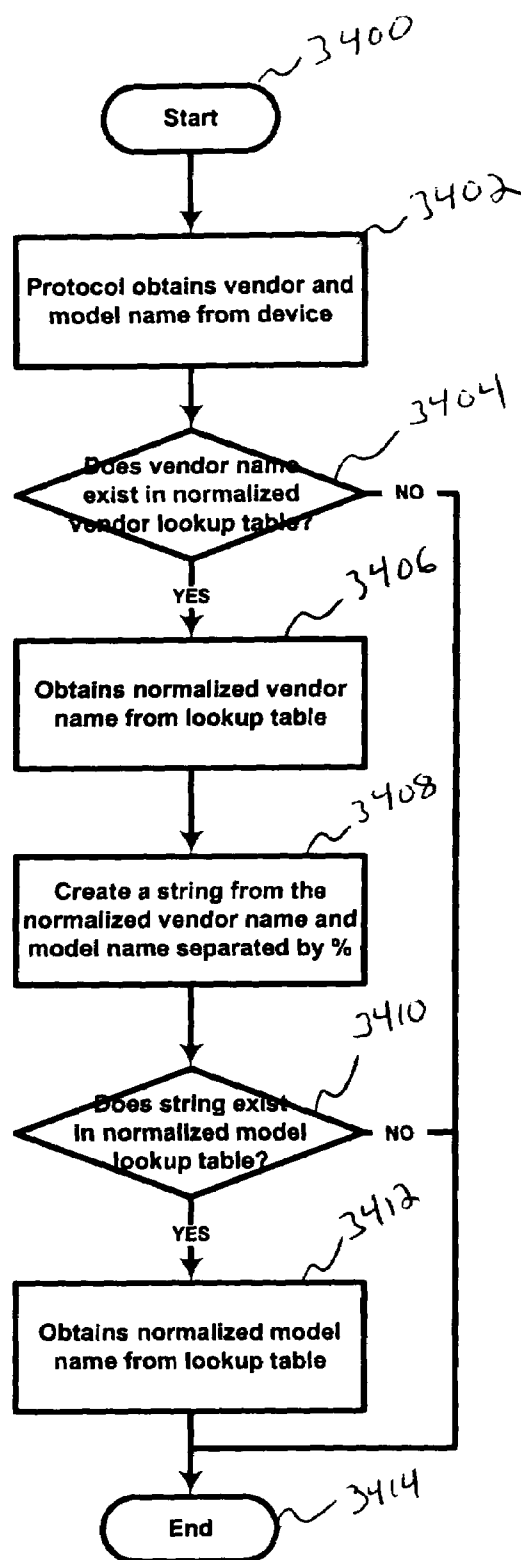 3400
Start
3402
Protocol obtains vendor and
model name from device
3404
Does vendor name
exist in normalized
vendor lookup table?
NO
YES
3406
Obtains normalized vendor
name from lookup table
3408
Create a string from the
normalized vendor name and
model name separated by %
3410
Does string exist
in normalized model
lookup table?
NO
YES
3412
Obtains normalized model
name from lookup table
End
3414